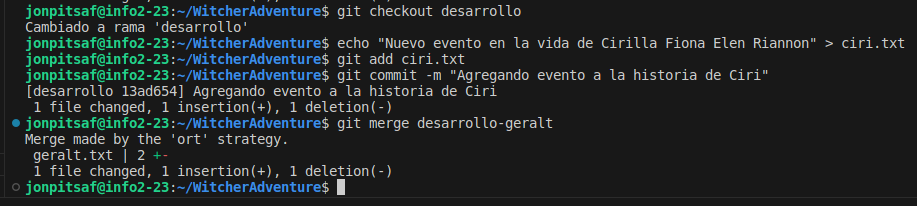 jonpitsaf@info2-23:~/WitcherAdventure$ git checkout desarrollo
Cambiado a rama 'desarrollo'
jonpitsaf@info2-23:~/WitcherAdventure$ echo "Nuevo evento en la vida de Cirilla Fiona Elen Riannon" > ciri.txt
jonpitsaf@info2-23:~/WitcherAdventure$ git add ciri.txt
jonpitsaf@info2-23:~/WitcherAdventure$ git commit -m "Agregando evento a la historia de Ciri"
[desarrollo 13ad654] Agregando evento a la historia de Ciri
 1 file changed, 1 insertion(+), 1 deletion(-)
jonpitsaf@info2-23:~/WitcherAdventure$ git merge desarrollo-geralt
Merge made by the 'ort' strategy.
 geralt.txt | 2 +-
 1 file changed, 1 insertion(+), 1 deletion(-)
jonpitsaf@info2-23:~/WitcherAdventure$